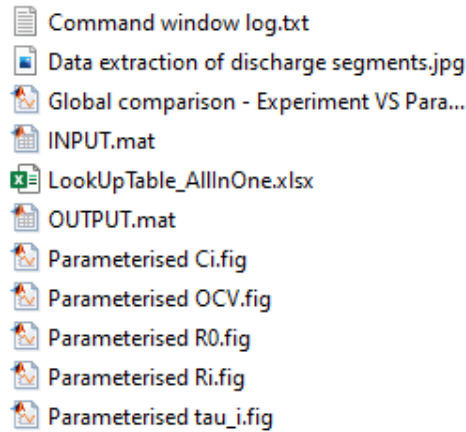 Command window log.txt
Data extraction of discharge segments.jpg
Global comparison - Experiment VS Para...
INPUT.mat
LookUpTable_AllInOne.xlsx
OUTPUT.mat
Parameterised Ci.fig
Parameterised OCV.fig
Parameterised R0.fig
Parameterised Ri.fig
Parameterised tau_i.fig